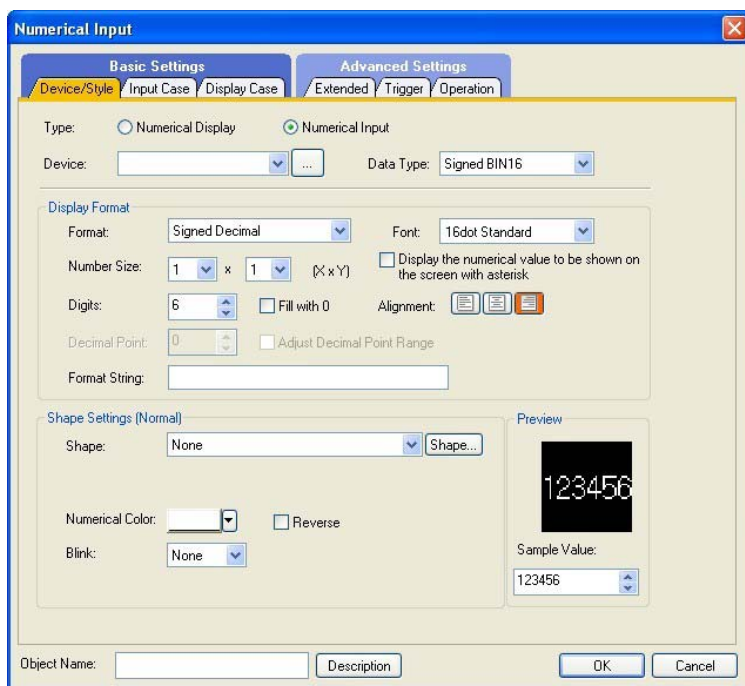 Numerical Input
Basic Settings Advanced Settings
Device/Style Input Case Display Case Extended Trigger Operation
Type: Numerical Display Numerical Input
Device: ... Data Type: Signed BIN16
Display Format
Format: Signed Decimal Font: 16dot Standard
Number Size: 1 x 1 (X x Y) Display the numerical value to be shown on
the screen with asterisk
Digits: 6 Fill with 0 Alignment:
Decimal Point: 0 Adjust Decimal Point Range
Format String:
Shape Settings (Normal) Preview
Shape: None Shape...
123456
Numerical Color: Reverse
Blink: None Sample Value:
123456
Object Name: Description OK Cancel